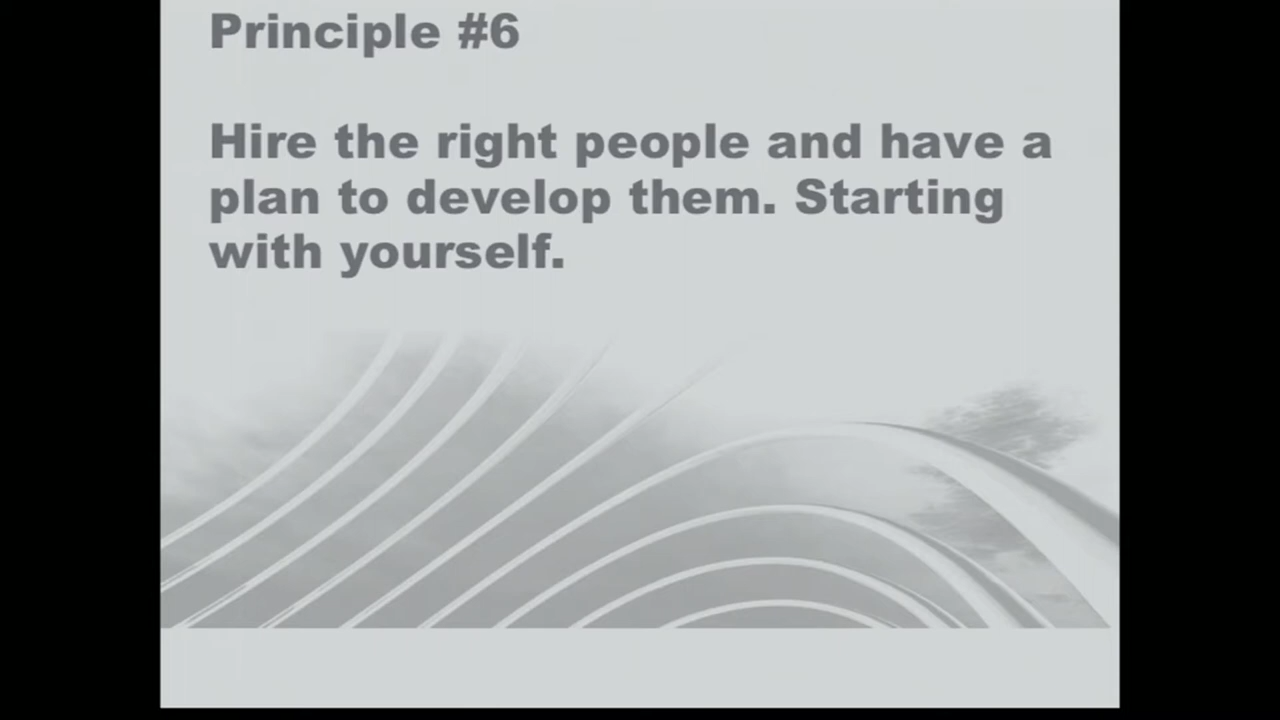 Principle #6
Hire the right people and have a
plan to develop them. Starting
with yourself.